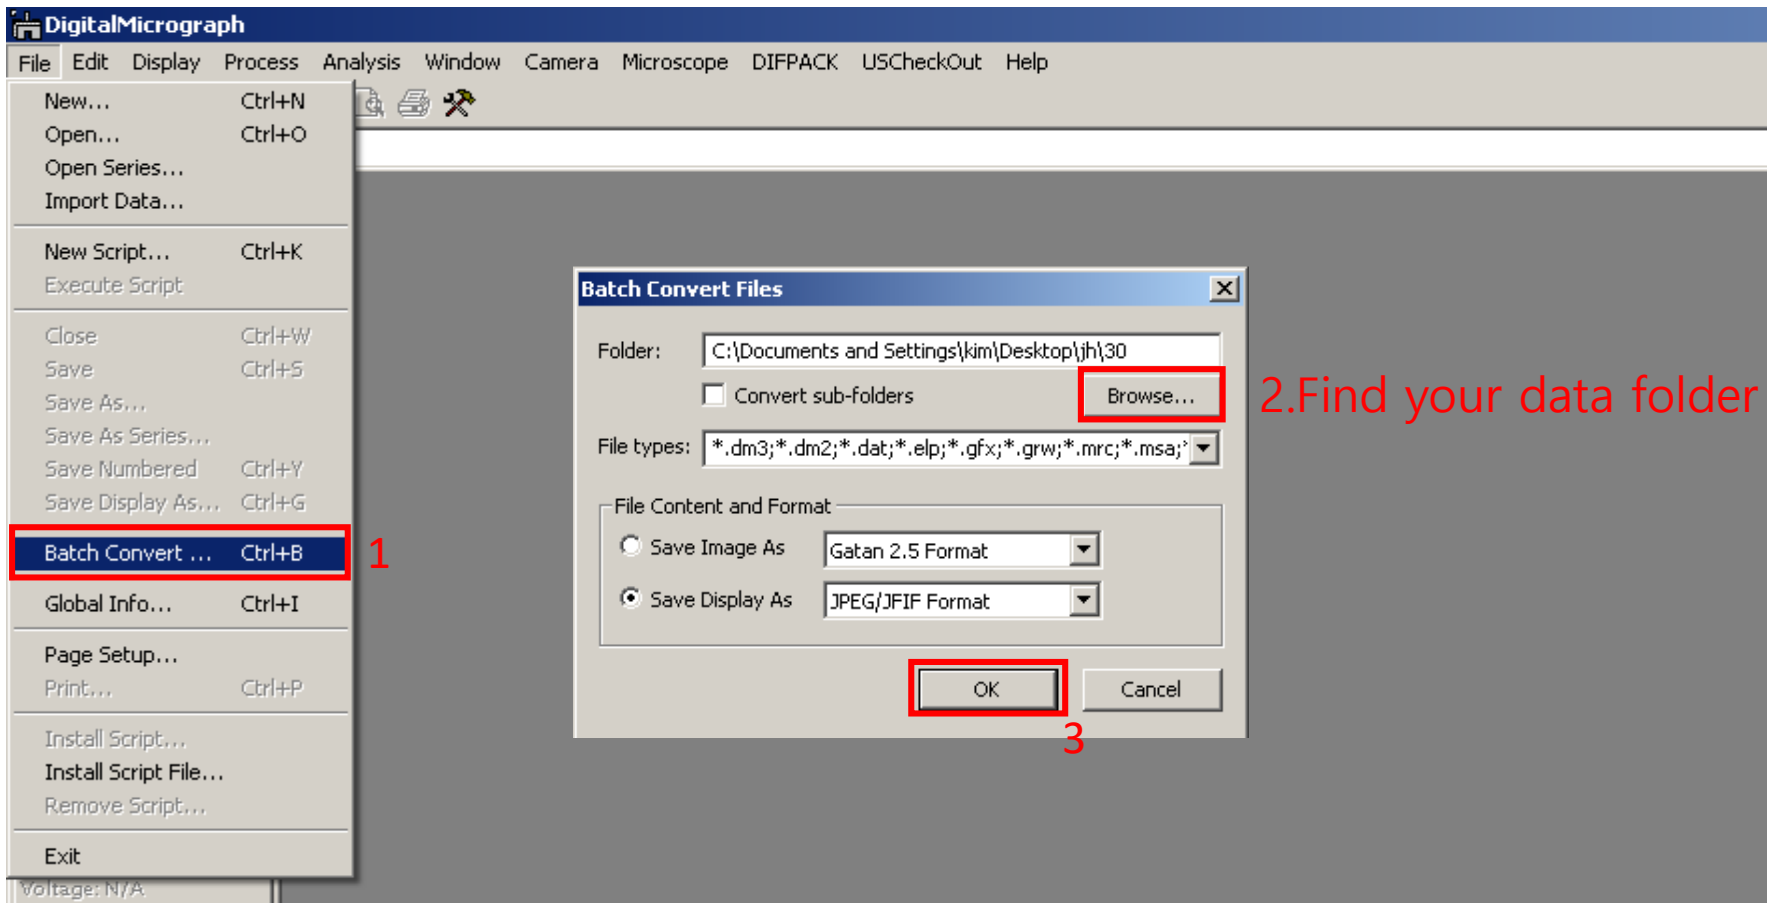 DigitalMicrograph
File Edit Display Process Analysis Window Camera Microscope DIFPACK USCheckOut Help
New... Ctrl+N
Open... Ctrl+O
Open Series...
Import Data...
New Script... Ctrl+K
Execute Script
Close Ctrl+W
Save Ctrl+S
Save As...
Save As Series...
Save Numbered Ctrl+Y
Save Display As... Ctrl+G
Batch Convert ... Ctrl+B
1
Global Info... Ctrl+I
Page Setup...
Print... Ctrl+P
Install Script...
Install Script File...
Remove Script...
Exit
Voltage: N/A
Batch Convert Files
Folder: C:\Documents and Settings\kim\Desktop\jh\30
Convert sub-folders Browse...
2.Find your data folder
File types: *.dm3;*.dm2;*.dat;*.elp;*.gfx;*.grw;*.mrc;*.msa;*
File Content and Format
Save Image As Gatan 2.5 Format
Save Display As JPEG/JFIF Format
OK Cancel
3